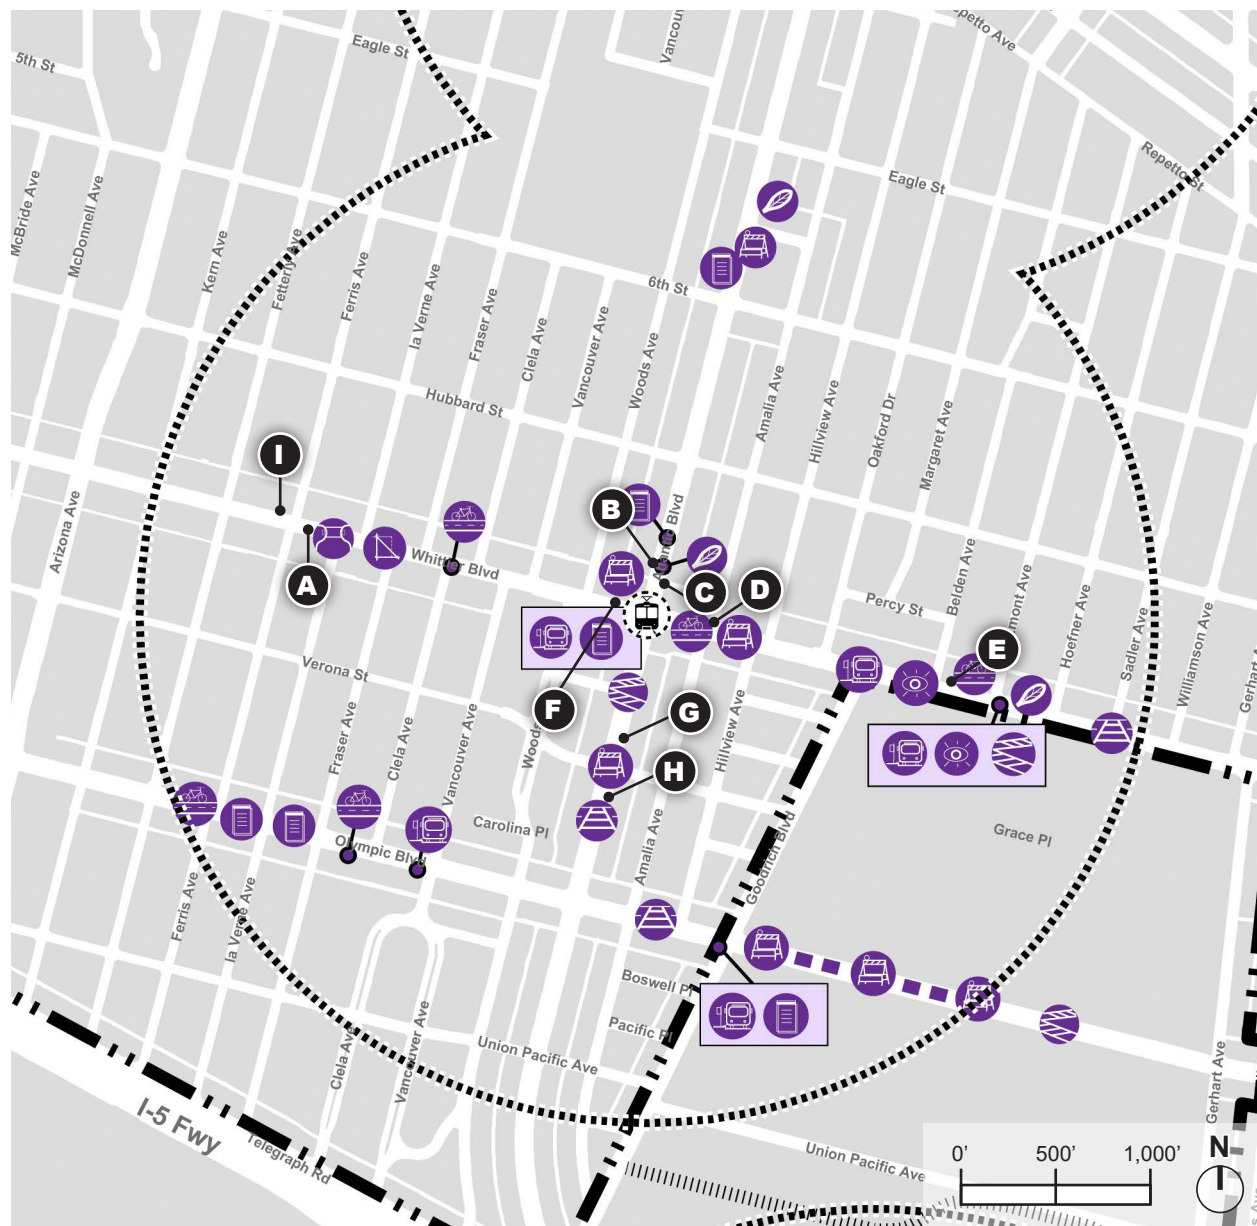 Eagle St
Vancou
epetto Ave
5th St
Repetto St
Eagle St
McBride Ave
McDonnell Ave
Kern Ave
Fetterly Ave
Ferris Ave
la Verne Ave
Fraser Ave
Clela Ave
Vancouver Ave
Woods Ave
6th St
Amalia Ave
Hillview Ave
Oakford Dr
Margaret Ave
Hubbard St
I
Arizona Ave
B
Blvd
A
Whittier Blvd
C
D
Percy St
Belden Ave
mont Ave
Hoefner Ave
Sadler Ave
Williamson Ave
Gerhart A
E
Verona St
F
G
Woods
Hillview Ave
H
Fraser Ave
Clela Ave
Vancouver Ave
Carolina Pl
Olympic Blvd
Amalia Ave
Goodrich Blvd
Grace Pl
Ferris Ave
la Verne Ave
Boswell P
Pacific Pl
Union Pacific Ave
Clela Ave
Vancouver Ave
Gerhart Ave
I-5 Fwy
Telegraph Rd
Union Pacific Ave
0’ 500’ 1,000’
N